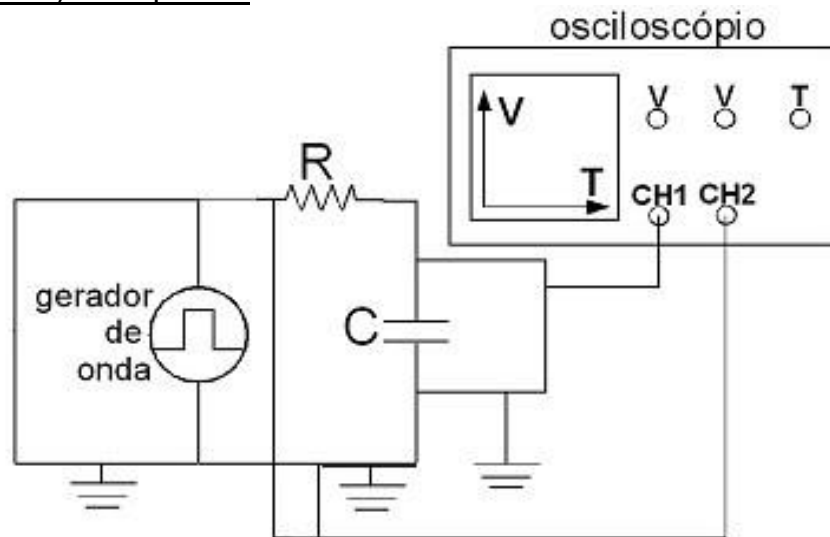 osciloscópio
V V T
V
T
CH1 CH2
R
gerador
de
onda
C